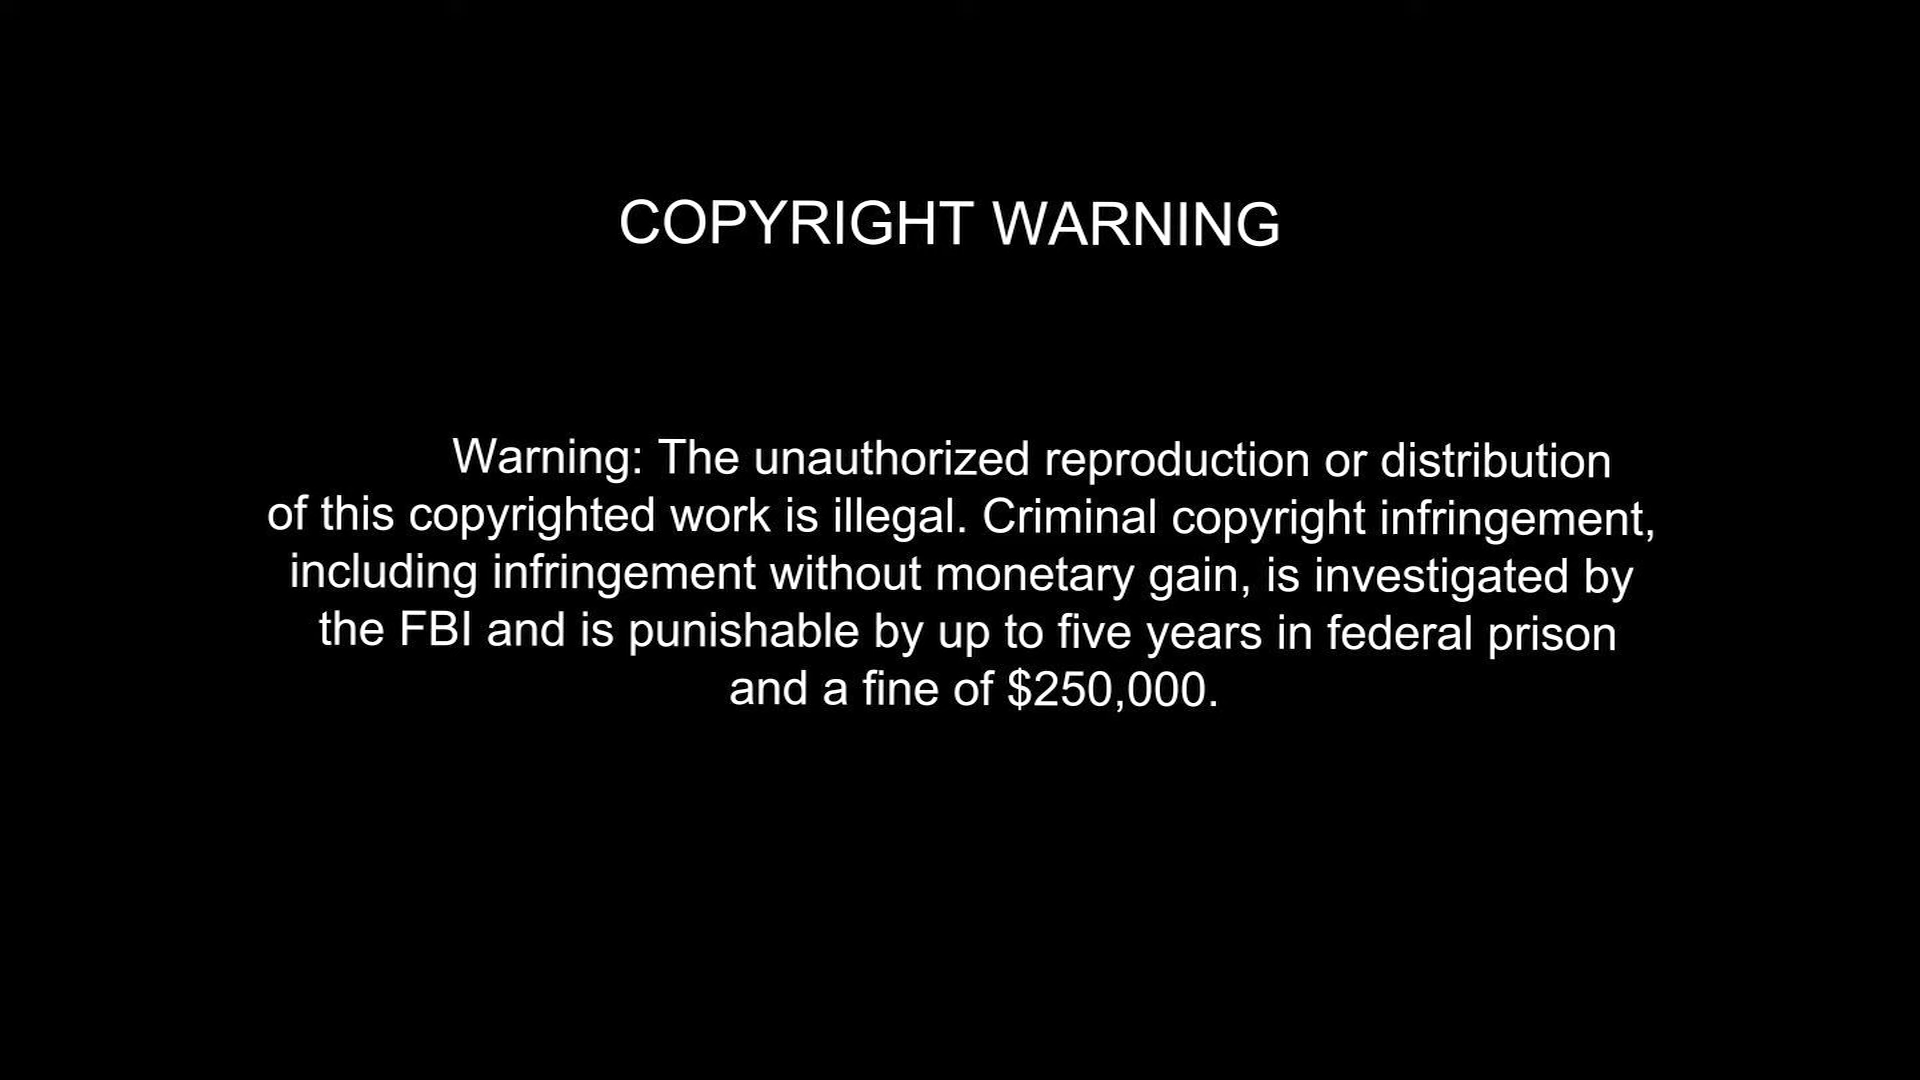 COPYRIGHT WARNING
Warning: The unauthorized reproduction or distribution
of this copyrighted work is illegal. Criminal copyright infringement,
including infringement without monetary gain, is investigated by
the FBI and is punishable by up to five years in federal prison
and a fine of $250,000.